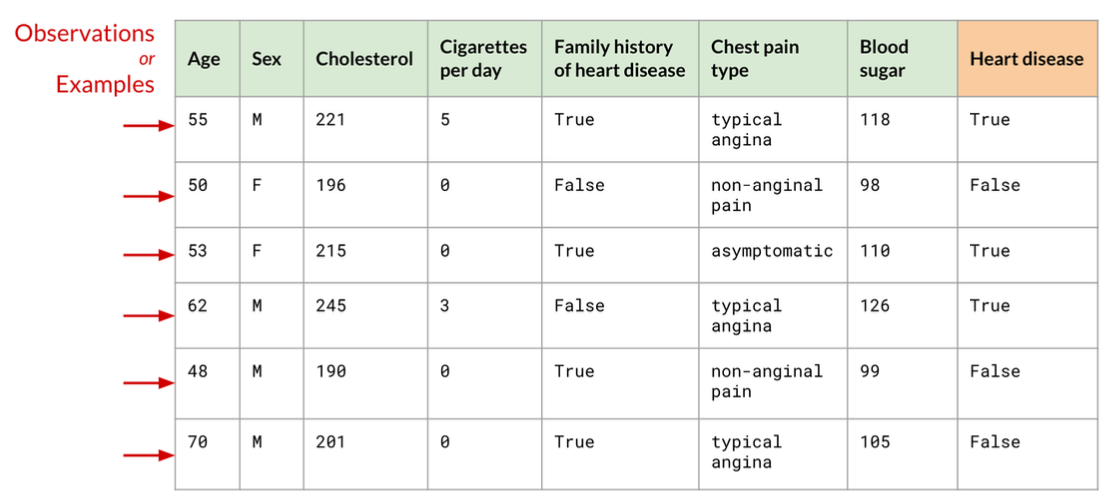 Observations
or
Examples
Age Sex Cholesterol Cigarettes per day Family history of heart disease Chest pain type Blood sugar Heart disease
55 M 221 5 True typical angina 118 True
50 F 196 0 False non-anginal pain 98 False
53 F 215 0 True asymptomatic 110 True
62 M 245 3 False typical angina 126 True
48 M 190 0 True non-anginal pain 99 False
70 M 201 0 True typical angina 105 False